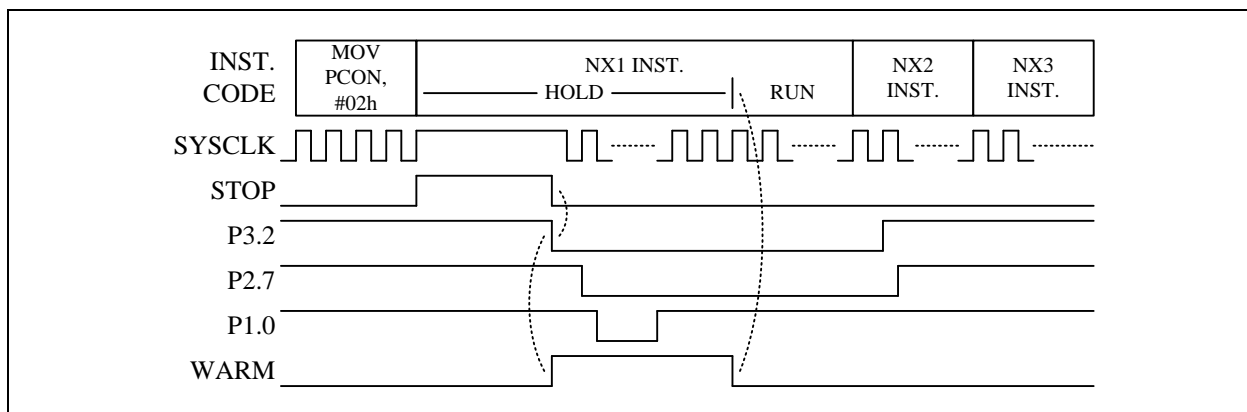 INST.
CODE
MOV
PCON,
#02h
NX1 INST.
HOLD
RUN
NX2
INST.
NX3
INST.
SYSCLK
STOP
P3.2
P2.7
P1.0
WARM